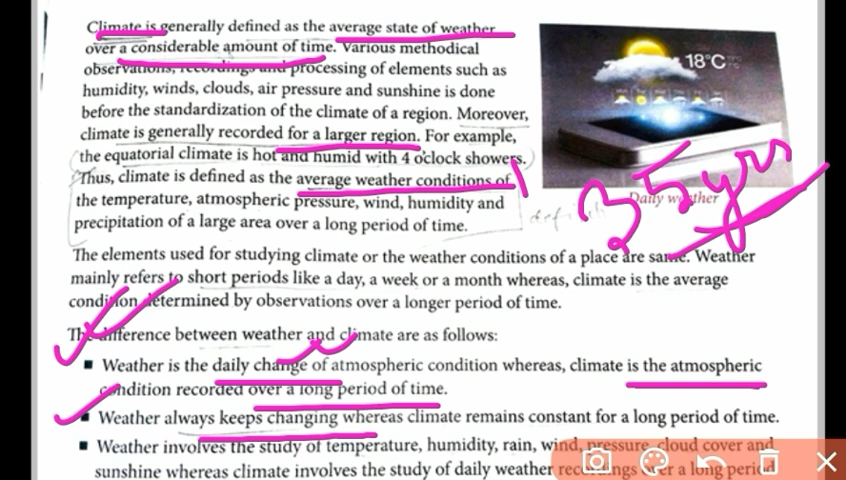 Climate is generally defined as the average state of weather
over a considerable amount of time. Various methodical
observations, recordings and processing of elements such as
humidity, winds, clouds, air pressure and sunshine is done
before the standardization of the climate of a region. Moreover,
climate is generally recorded for a larger region. For example,
the equatorial climate is hot and humid with 4 o'clock showers.
Thus, climate is defined as the average weather conditions of
the temperature, atmospheric pressure, wind, humidity and
precipitation of a large area over a long period of time.
18°C
Daily weather
35 yrs
The elements used for studying climate or the weather conditions of a place are same. Weather
mainly refers to short periods like a day, a week or a month whereas, climate is the average
condition determined by observations over a longer period of time.
The difference between weather and climate are as follows:
■ Weather is the daily change of atmospheric condition whereas, climate is the atmospheric
condition recorded over a long period of time.
■ Weather always keeps changing whereas climate remains constant for a long period of time.
■ Weather involves the study of temperature, humidity, rain, wind, pressure, cloud cover and
sunshine whereas climate involves the study of daily weather recordings over a long period